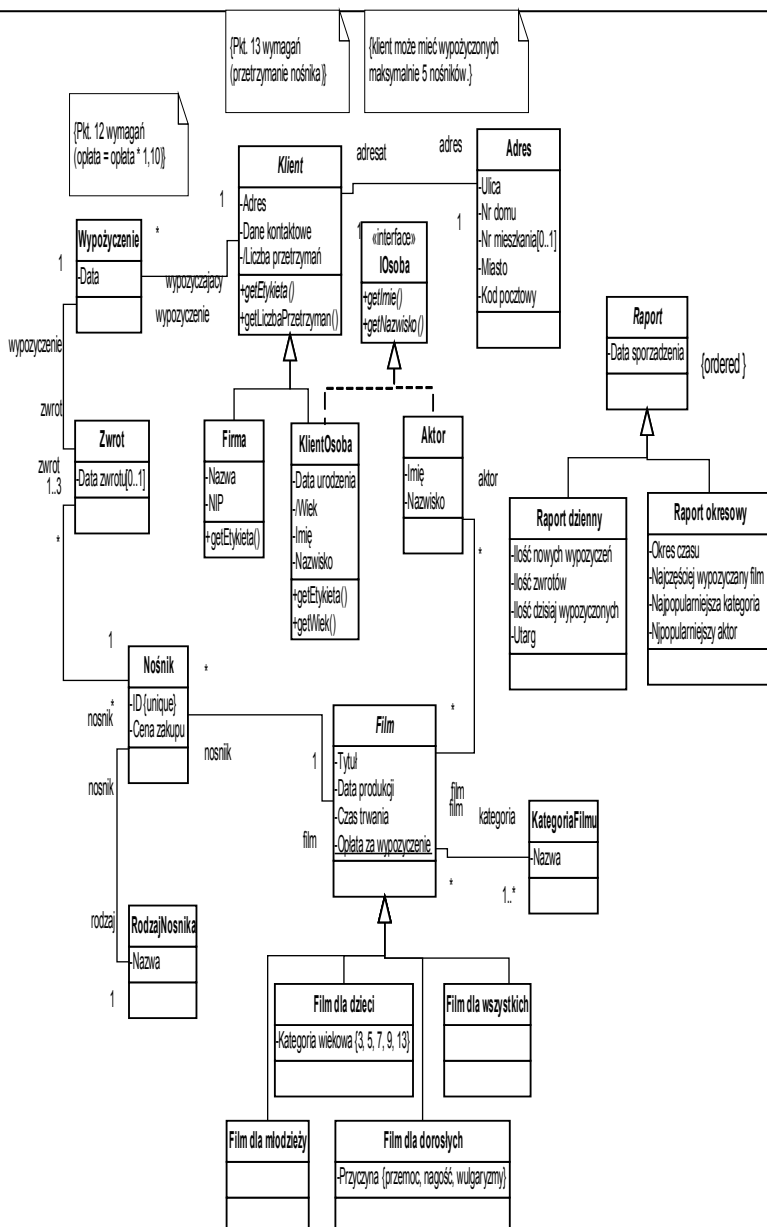 {Pkt. 13 wymagań
(przetrzymanie nośnika)}
{klient może mieć wypożyczonych
maksymalnie 5 nośników.}
{Pkt. 12 wymagań
(opłata = opłata * 1,10)}
Klient
-Adres
-Dane kontaktowe
-/Liczba przetrzymań
+getEtykieta()
+getLiczbaPrzetrzyman()
adresat
adres
1
1
Adres
-Ulica
-Nr domu
-Nr mieszkania[0..1]
-Miasto
-Kod pocztowy
«interface»
IOsoba
+getImie()
+getNazwisko()
Wypożyczenie
-Data
1
*
1
wypożyczający
wypożyczenie
wypożyczenie
zwrot
Raport
-Data sporzadzenia
{ordered }
Zwrot
-Data zwrotu[0..1]
zwrot
1..3
*
Firma
-Nazwa
-NIP
+getEtykieta()
KlientOsoba
-Data urodzenia
-/Wiek
-Imię
-Nazwisko
+getEtykieta()
+getWiek()
Aktor
-Imię
-Nazwisko
aktor
*
Raport dzienny
-Ilość nowych wypozyczeń
-Ilość zwrotów
-Ilość dzisiaj wypozyczonych
-Utarg
Raport okresowy
-Okres czasu
-Najczęściej wypozyczany film
-Najpopularniejsza kategoria
-Njpopularniejszy aktor
1
Nośnik
-ID{unique}
-Cena zakupu
*
nosnik
*
nosnik
nosnik
1
film
Film
-Tytuł
-Data produkcji
-Czas trwania
-Opłata za wypozyczenie
*
film
film
kategoria
*
1..*
KategoriaFilmu
-Nazwa
rodzaj
1
RodzajNosnika
-Nazwa
Film dla dzieci
-Kategoria wiekowa {3, 5, 7, 9, 13}
Film dla wszystkich
Film dla młodzieży
Film dla dorosłych
-Przyczyna {przemoc, nagość, wulgaryzmy}